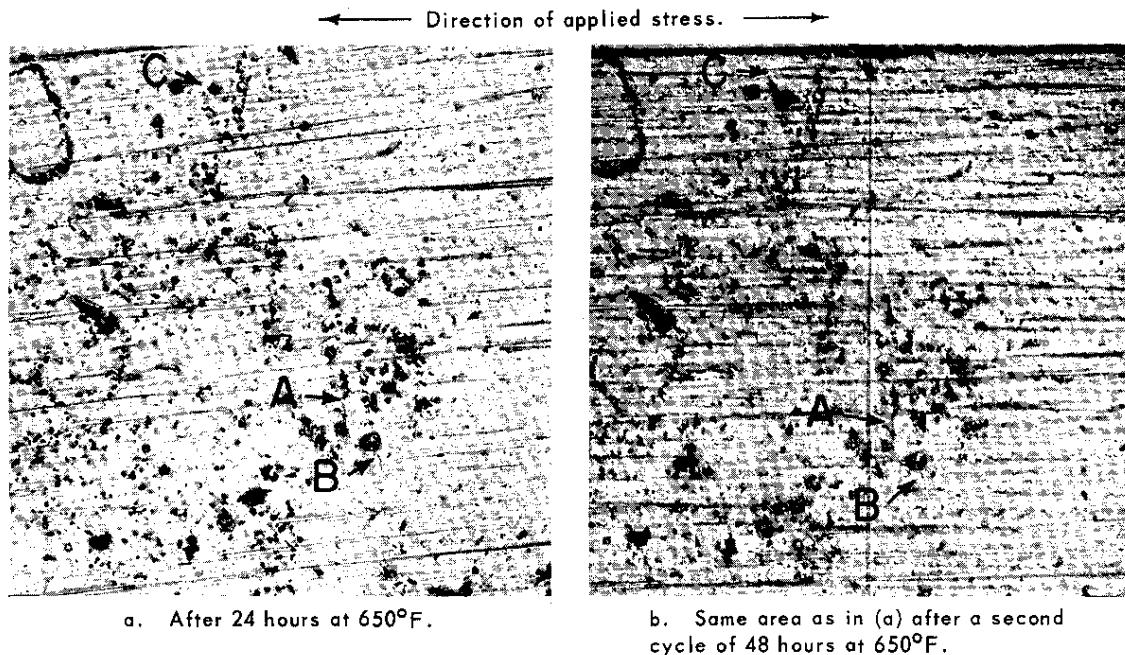 Direction of applied stress.
C
A
B
C
A
B
a. After 24 hours at 650°F.
b. Same area as in (a) after a second
cycle of 48 hours at 650°F.